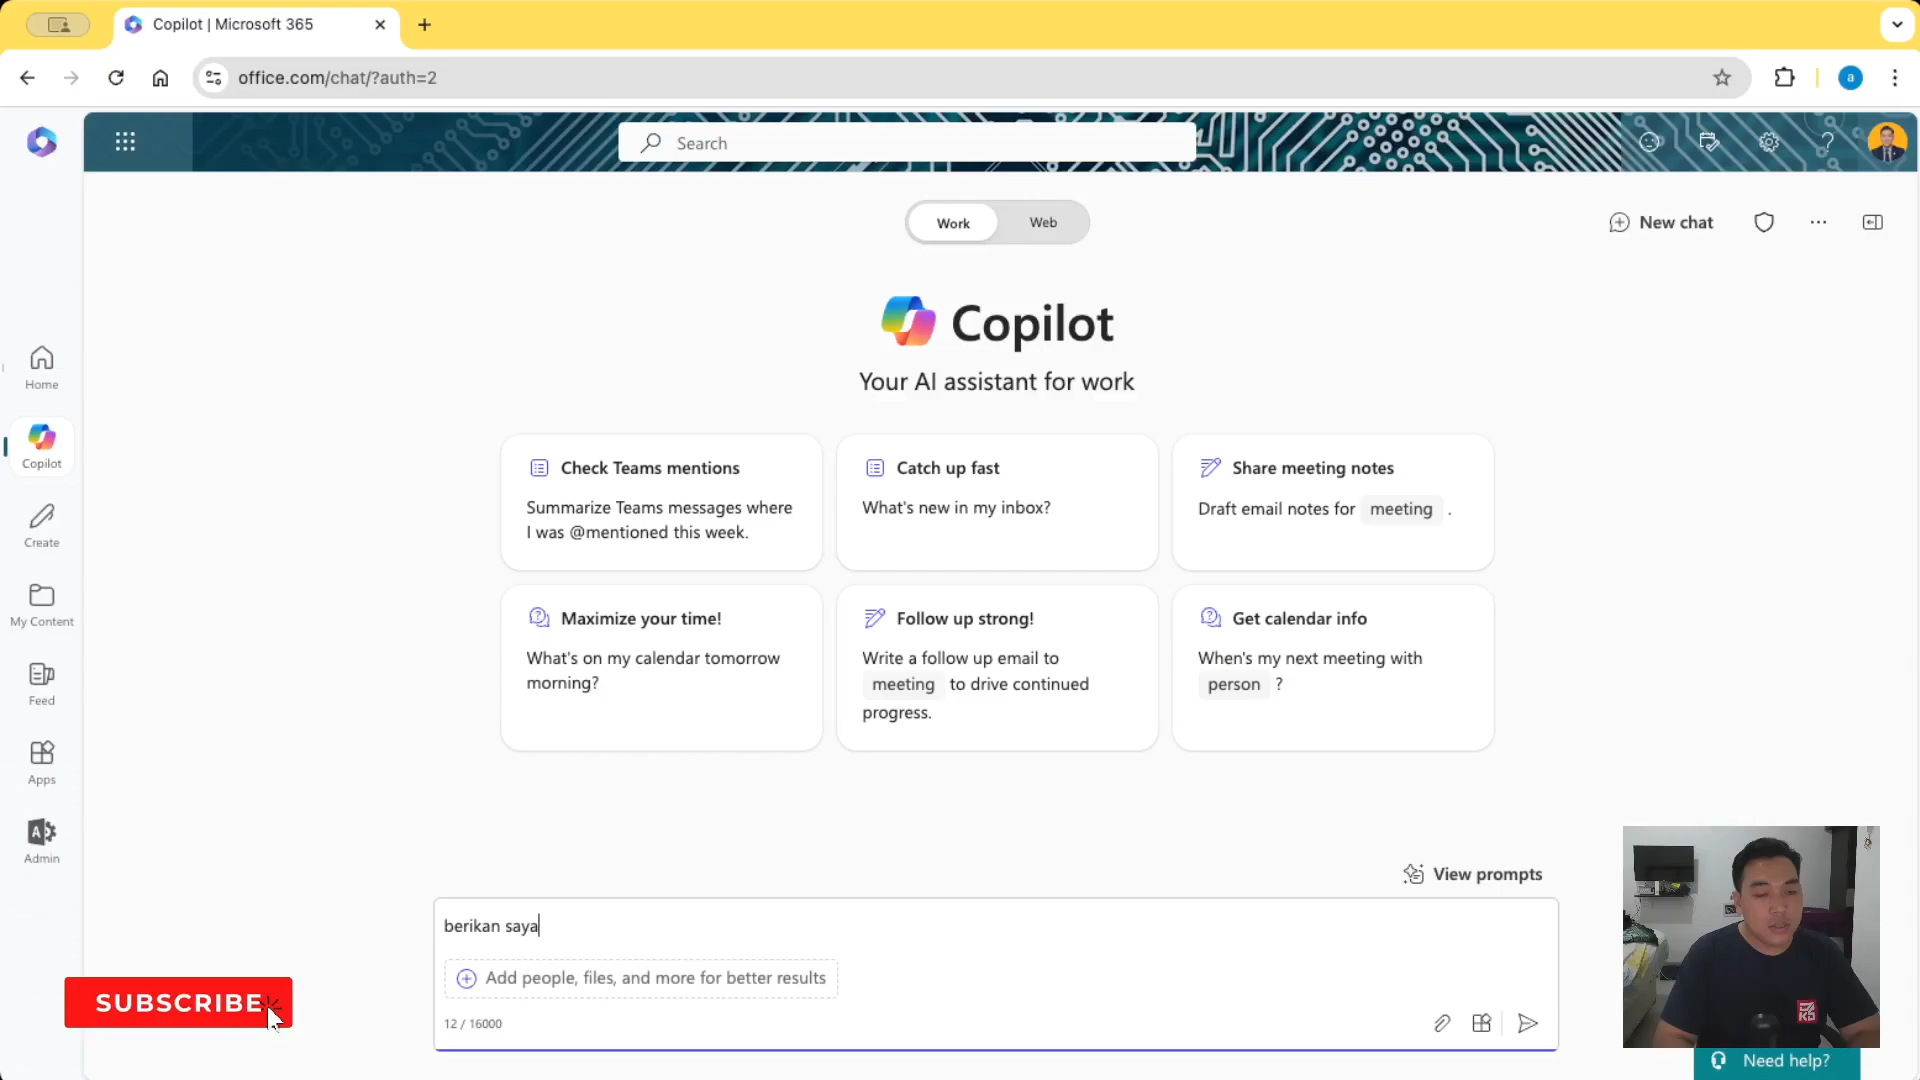 Copilot | Microsoft 365
office.com/chat/?auth=2
a
Search
Work
Web
New chat
Copilot
Your AI assistant for work
Home
Copilot
Create
My Content
Feed
Apps
Admin
Check Teams mentions
Summarize Teams messages where
I was @mentioned this week.
Catch up fast
What's new in my inbox?
Share meeting notes
Draft email notes for meeting .
Maximize your time!
What's on my calendar tomorrow
morning?
Follow up strong!
Write a follow up email to
meeting to drive continued
progress.
Get calendar info
When's my next meeting with
person ?
View prompts
berikan saya
Add people, files, and more for better results
12 / 16000
SUBSCRIBE
Need help?